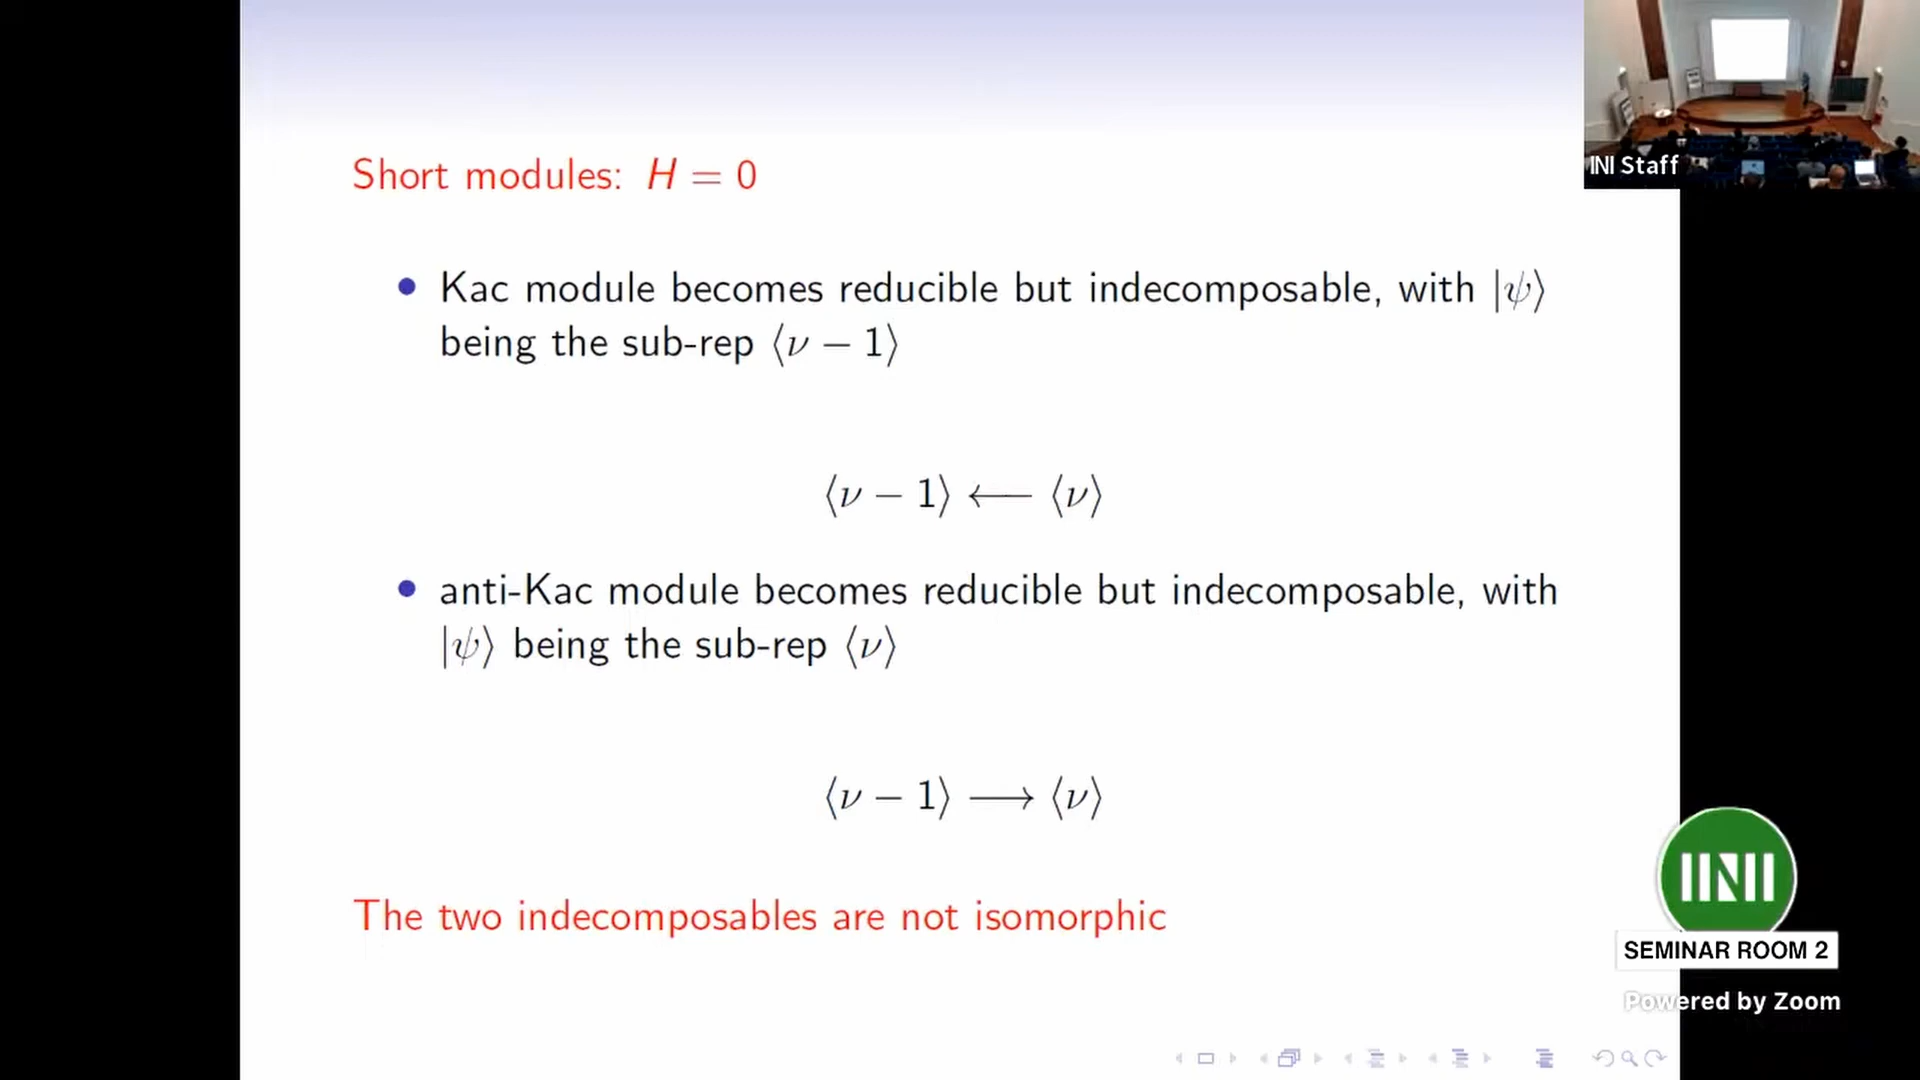 Short modules: H = 0
INI Staff
• Kac module becomes reducible but indecomposable, with |ψ⟩
being the sub-rep ⟨ν − 1⟩
⟨ν − 1⟩ ⟵ ⟨ν⟩
• anti-Kac module becomes reducible but indecomposable, with
|ψ⟩ being the sub-rep ⟨ν⟩
⟨ν − 1⟩ ⟶ ⟨ν⟩
The two indecomposables are not isomorphic
INI
SEMINAR ROOM 2
Powered by Zoom